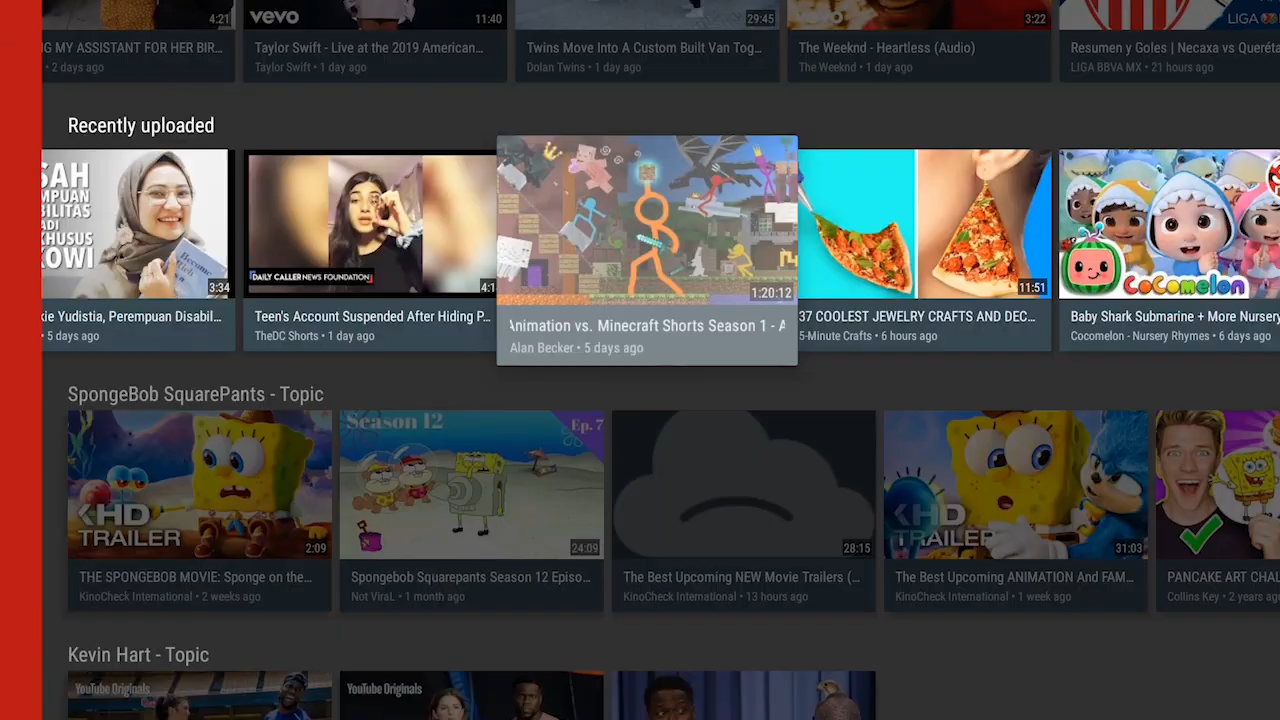 4:21
vevo
11:40
29:45
vevo
3:22
LIGA
G MY ASSISTANT FOR HER BIR...
Taylor Swift - Live at the 2019 American...
Twins Move Into A Custom Built Van Tog...
The Weeknd - Heartless (Audio)
Resumen y Goles | Necaxa vs Queréta
• 2 days ago
Taylor Swift • 1 day ago
Dolan Twins • 1 day ago
The Weeknd • 1 day ago
LIGA BBVA MX • 21 hours ago
Recently uploaded
SAH
MPUAN
BILITAS
ADI
KHUSUS
KOWI
3:34
DAILY CALLER NEWS FOUNDATION
4:1
1:20:12
11:51
CoComelon
kie Yudistia, Perempuan Disabil...
Teen's Account Suspended After Hiding P...
Animation vs. Minecraft Shorts Season 1 - A
37 COOLEST JEWELRY CRAFTS AND DEC...
Baby Shark Submarine + More Nursery
• 5 days ago
TheDC Shorts • 1 day ago
Alan Becker • 5 days ago
5-Minute Crafts • 6 hours ago
Cocomelon - Nursery Rhymes • 6 days ago
SpongeBob SquarePants - Topic
KHD
TRAILER
2:09
Season 12
Ep. 7
24:09
28:15
KHD
TRAILER
31:03
THE SPONGEBOB MOVIE: Sponge on the...
Spongebob Squarepants Season 12 Episo...
The Best Upcoming NEW Movie Trailers (...
The Best Upcoming ANIMATION And FAM...
PANCAKE ART CHAL
KinoCheck International • 2 weeks ago
Not ViraL • 1 month ago
KinoCheck International • 13 hours ago
KinoCheck International • 1 week ago
Collins Key • 2 years ago
Kevin Hart - Topic
YouTube Originals
YouTube Originals